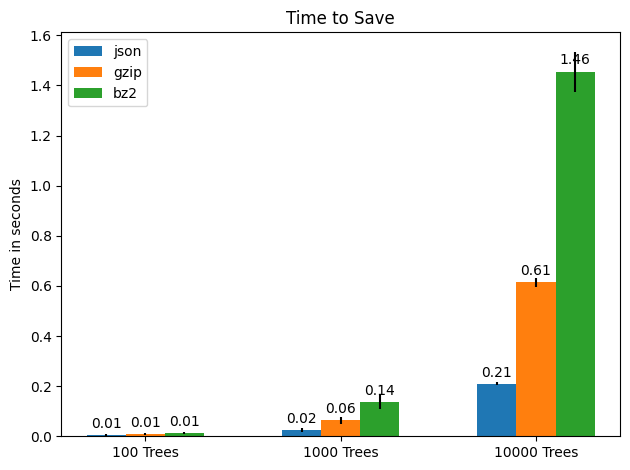 Time to Save
json
gzip
bz2
Time in seconds
1.6
1.4
1.2
1.0
0.8
0.6
0.4
0.2
0.0
0.01
0.01
0.01
0.02
0.06
0.14
0.21
0.61
1.46
100 Trees
1000 Trees
10000 Trees